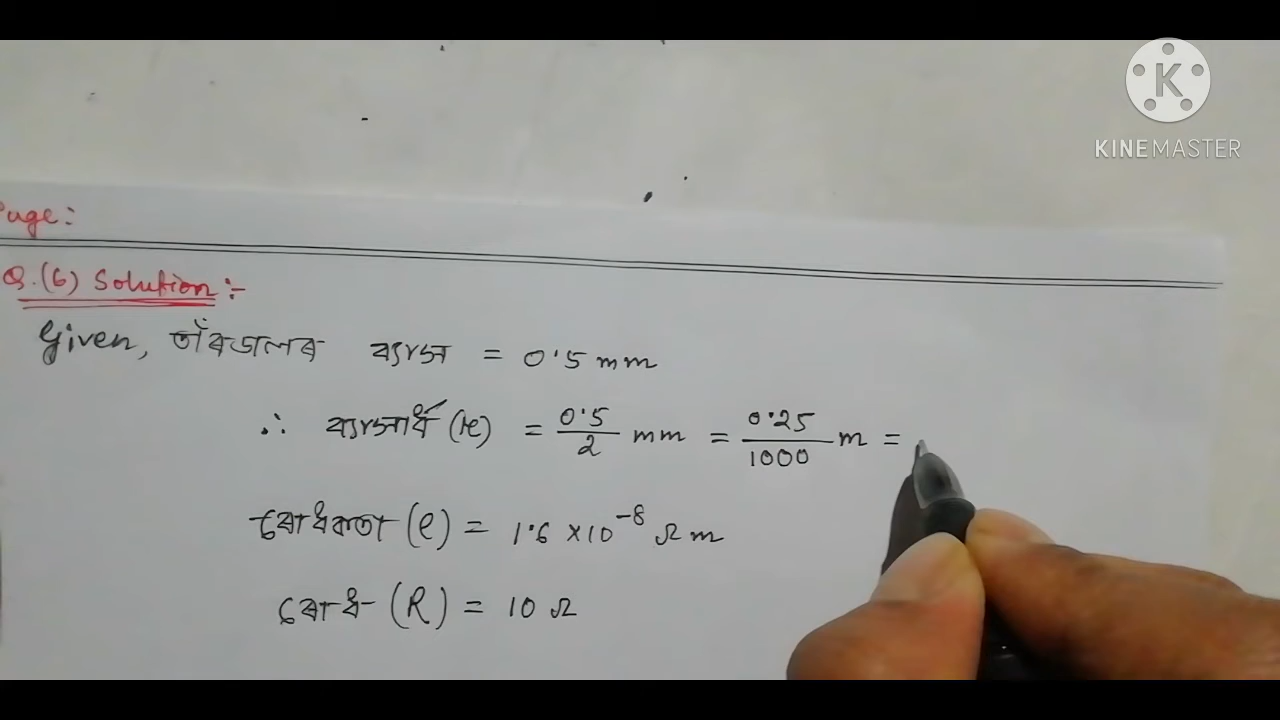 KINEMASTER
Page:
Q.(6) Solution:-
Given, তাঁৰডালৰ ব্যাস = 0.5 mm
∴ ব্যাসাৰ্ধ (r) = 0.5/2 mm = 0.25/1000 m =
ৰোধকতা (ρ) = 1.6 × 10⁻⁸ Ω m
ৰোধ (R) = 10 Ω